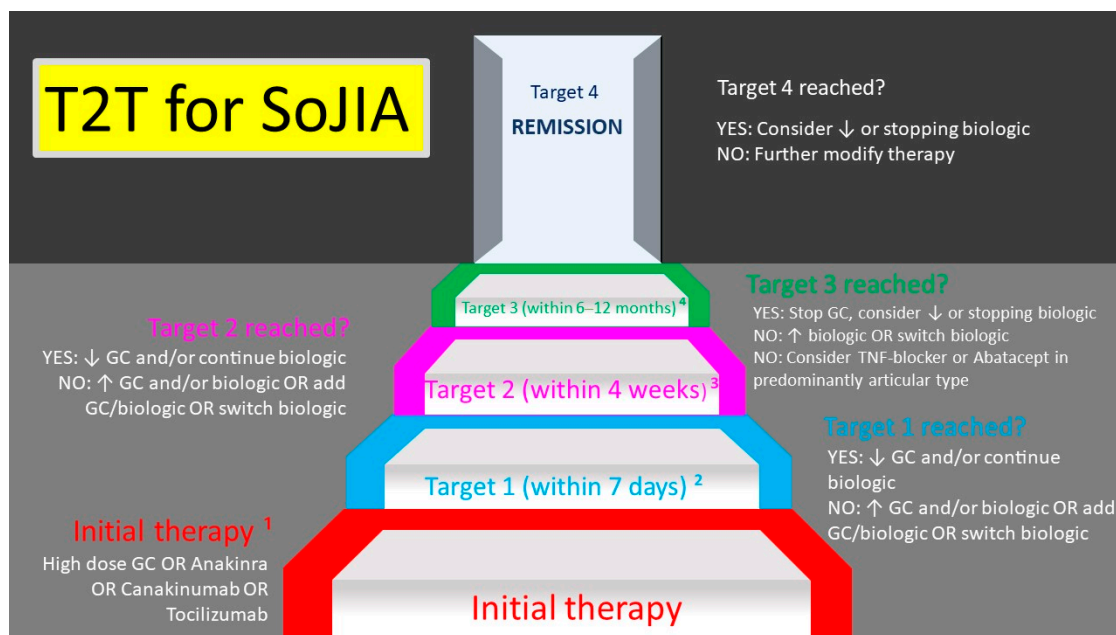 T2T for SoJIA
Target 4
REMISSION
Target 4 reached?
YES: Consider ↓ or stopping biologic
NO: Further modify therapy
Target 3 (within 6–12 months) ⁴
Target 3 reached?
YES: Stop GC, consider ↓ or stopping biologic
NO: ↑ biologic OR switch biologic
NO: Consider TNF-blocker or Abatacept in
predominantly articular type
Target 2 reached?
YES: ↓ GC and/or continue biologic
NO: ↑ GC and/or biologic OR add
GC/biologic OR switch biologic
Target 2 (within 4 weeks) ³
Target 1 reached?
YES: ↓ GC and/or continue
biologic
NO: ↑ GC and/or biologic OR add
GC/biologic OR switch biologic
Target 1 (within 7 days) ²
Initial therapy ¹
High dose GC OR Anakinra
OR Canakinumab OR
Tocilizumab
Initial therapy